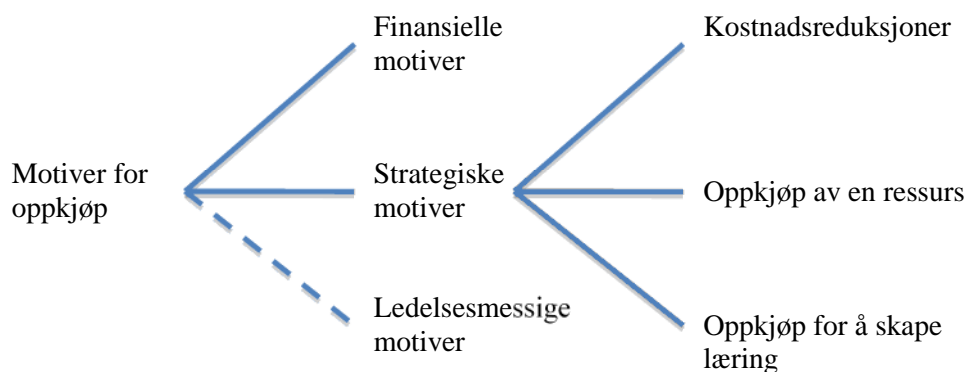 Finansielle
motiver
Kostnadsreduksjoner
Motiver for
oppkjøp
Strategiske
motiver
Oppkjøp av en ressurs
Ledelsesmessige
motiver
Oppkjøp for å skape
læring